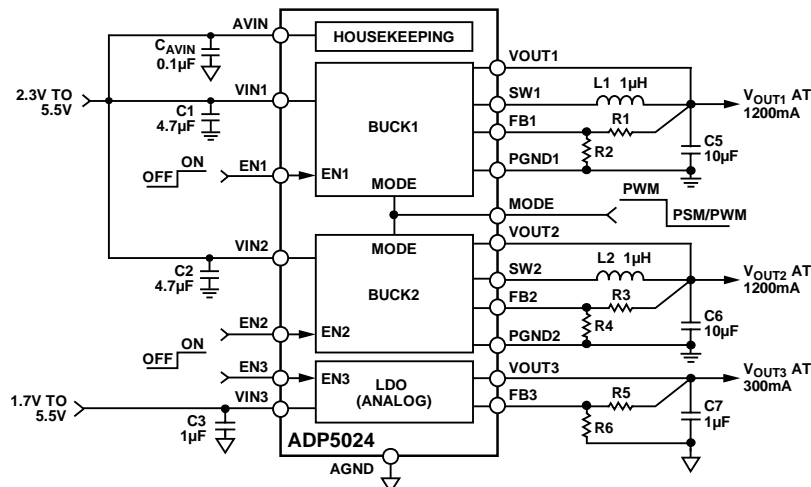 AVIN
HOUSEKEEPING
CAVIN
0.1µF
VOUT1
2.3V TO
5.5V
VIN1
C1
4.7µF
BUCK1
SW1
L1 1µH
VOUT1 AT
1200mA
FB1
R1
R2
C5
10µF
EN1
ON
OFF
EN1
PGND1
MODE
MODE
PWM
PSM/PWM
VIN2
C2
4.7µF
MODE
BUCK2
VOUT2
SW2
L2 1µH
VOUT2 AT
1200mA
FB2
R3
R4
C6
10µF
EN2
ON
OFF
EN2
PGND2
EN3
EN3
LDO
(ANALOG)
VOUT3
VOUT3 AT
300mA
1.7V TO
5.5V
VIN3
C3
1µF
FB3
R5
R6
C7
1µF
ADP5024
AGND